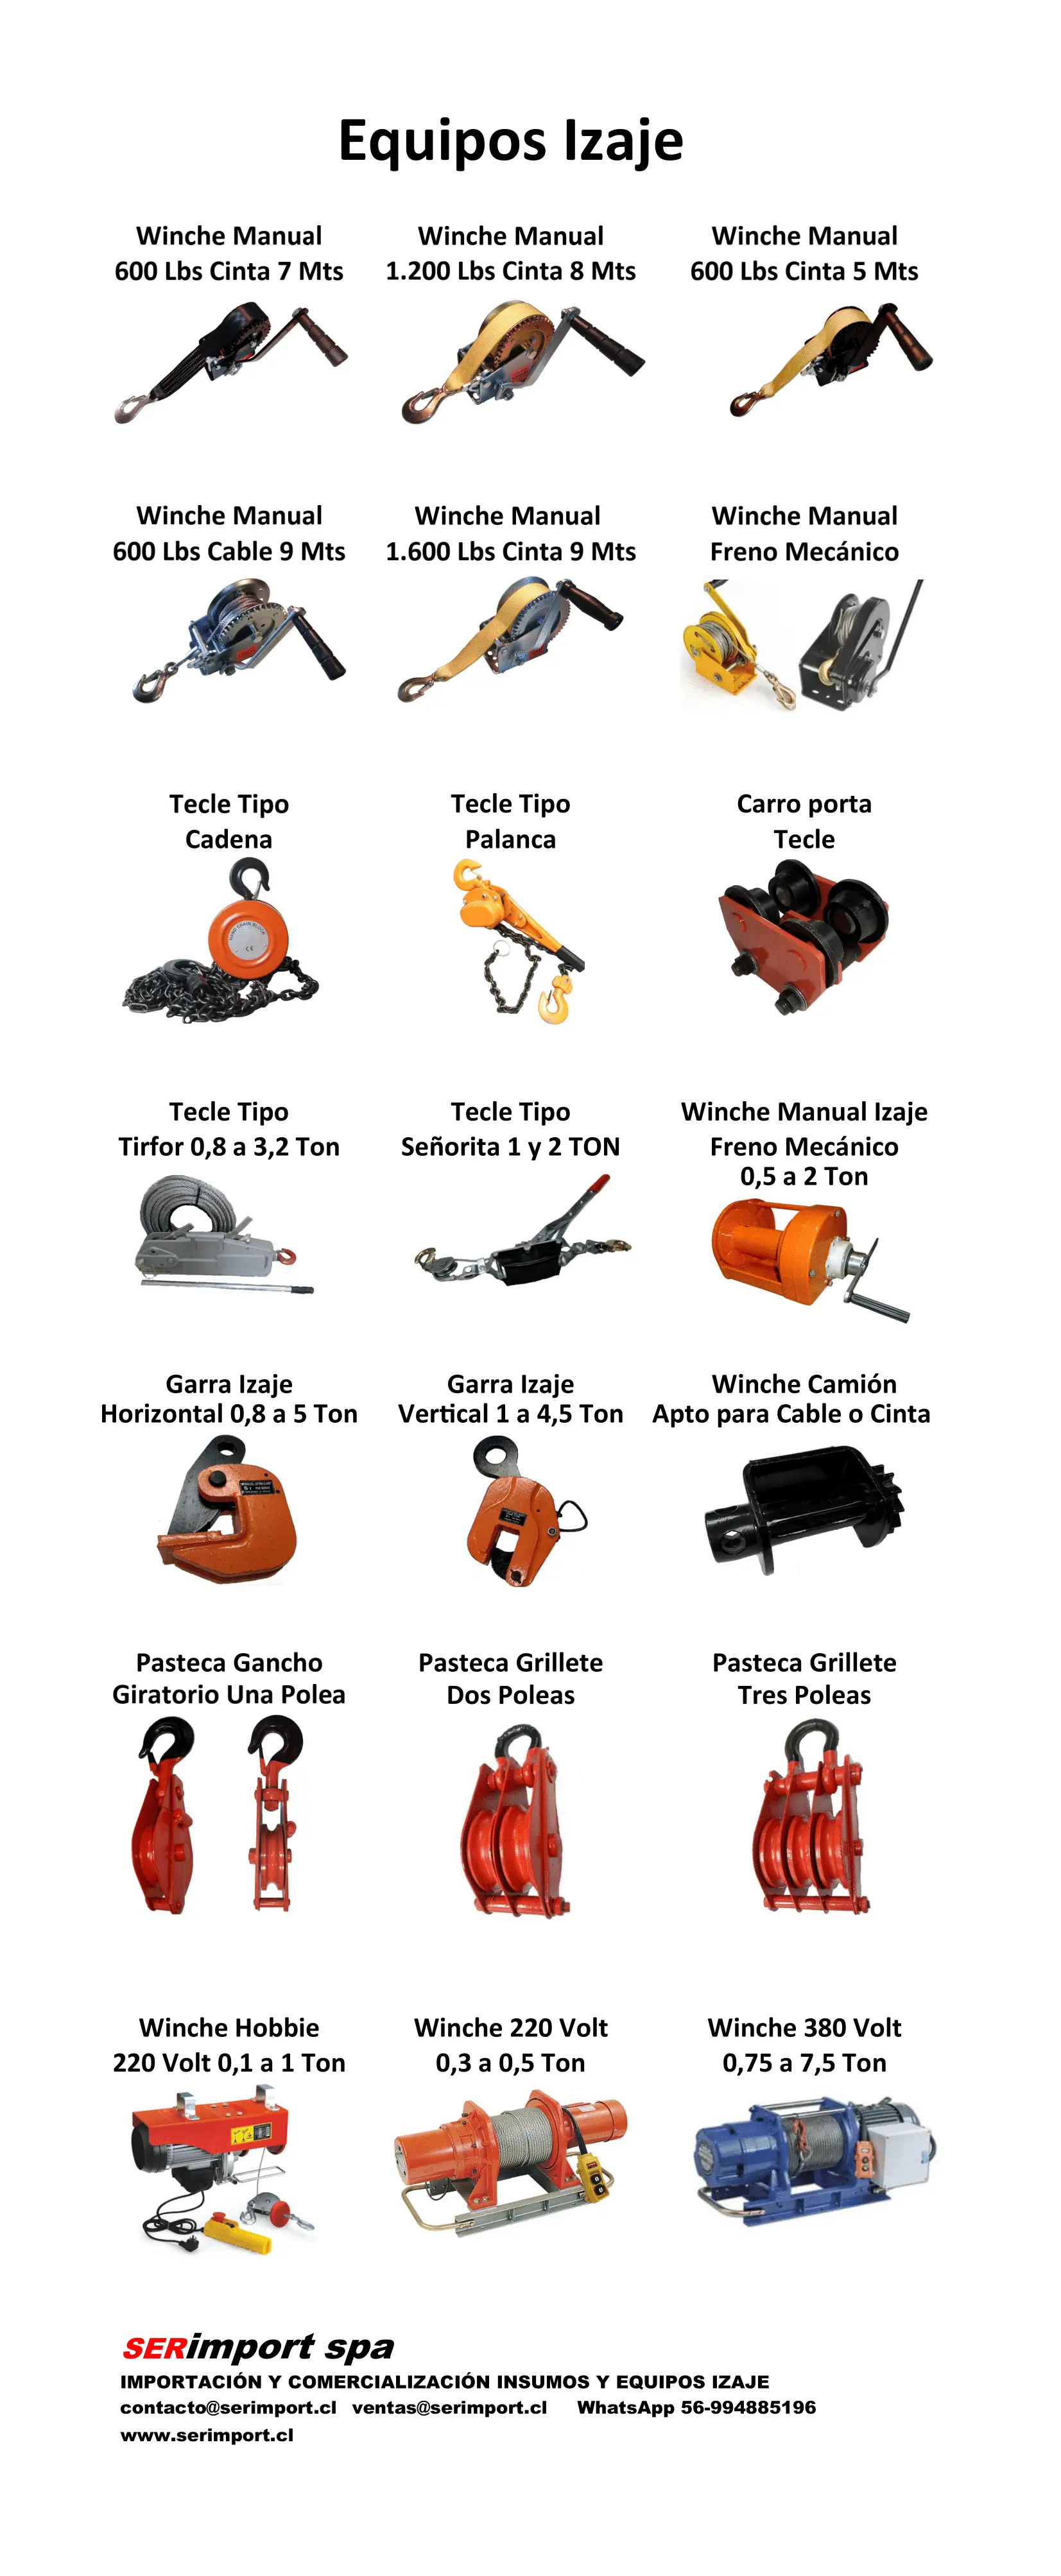 Equipos Izaje
Winche Manual
600 Lbs Cinta 7 Mts
Winche Manual
1.200 Lbs Cinta 8 Mts
Winche Manual
600 Lbs Cinta 5 Mts
Winche Manual
600 Lbs Cable 9 Mts
Winche Manual
1.600 Lbs Cinta 9 Mts
Winche Manual
Freno Mecánico
Tecle Tipo
Cadena
Tecle Tipo
Palanca
Carro porta
Tecle
HAND CHAIN BLOCK
CE
Tecle Tipo
Tirfor 0,8 a 3,2 Ton
Tecle Tipo
Señorita 1 y 2 TON
Winche Manual Izaje
Freno Mecánico
0,5 a 2 Ton
Garra Izaje
Horizontal 0,8 a 5 Ton
Garra Izaje
Vertical 1 a 4,5 Ton
Winche Camión
Apto para Cable o Cinta
Pasteca Gancho
Giratorio Una Polea
Pasteca Grillete
Dos Poleas
Pasteca Grillete
Tres Poleas
Winche Hobbie
220 Volt 0,1 a 1 Ton
Winche 220 Volt
0,3 a 0,5 Ton
Winche 380 Volt
0,75 a 7,5 Ton
SERimport spa
IMPORTACIÓN Y COMERCIALIZACIÓN INSUMOS Y EQUIPOS IZAJE
contacto@serimport.cl ventas@serimport.cl WhatsApp 56-994885196
www.serimport.cl